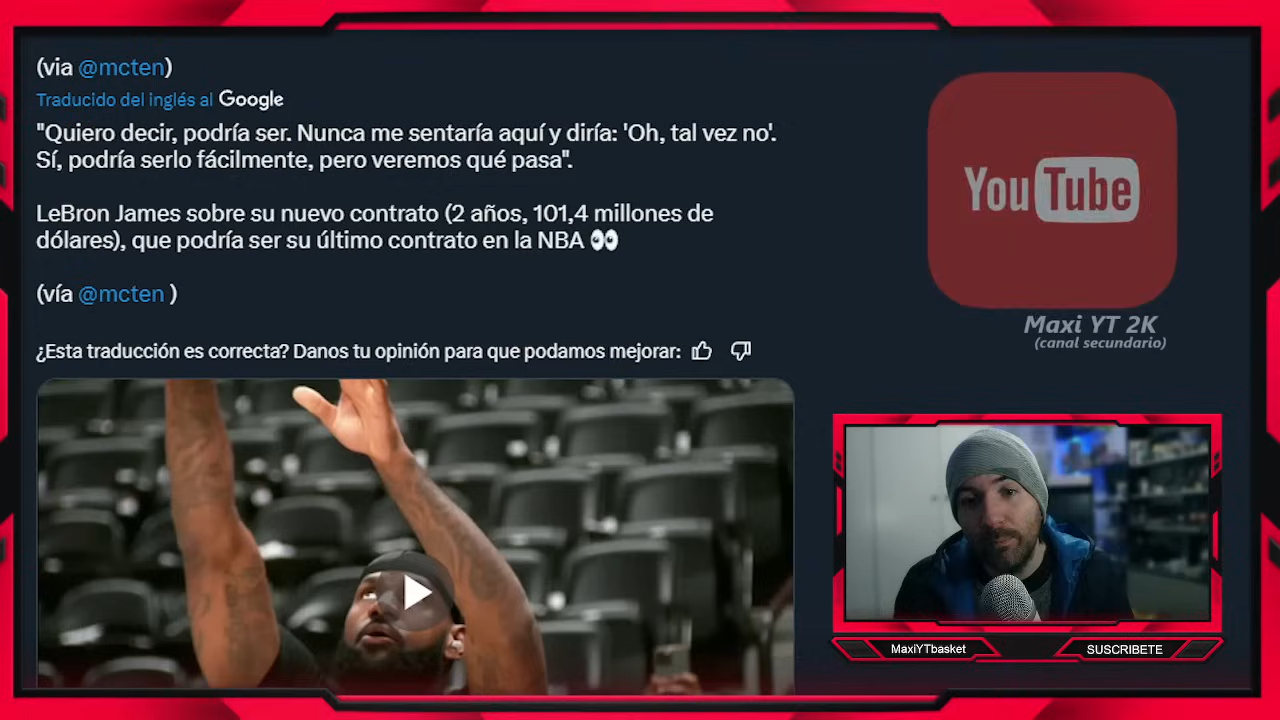 (via @mcten)
Traducido del inglés al Google
"Quiero decir, podría ser. Nunca me sentaría aquí y diría: 'Oh, tal vez no'.
Sí, podría serlo fácilmente, pero veremos qué pasa".
LeBron James sobre su nuevo contrato (2 años, 101,4 millones de
dólares), que podría ser su último contrato en la NBA 👀
(vía @mcten )
¿Esta traducción es correcta? Danos tu opinión para que podamos mejorar:
YouTube
Maxi YT 2K
(canal secundario)
MaxiYTbasket
SUSCRIBETE